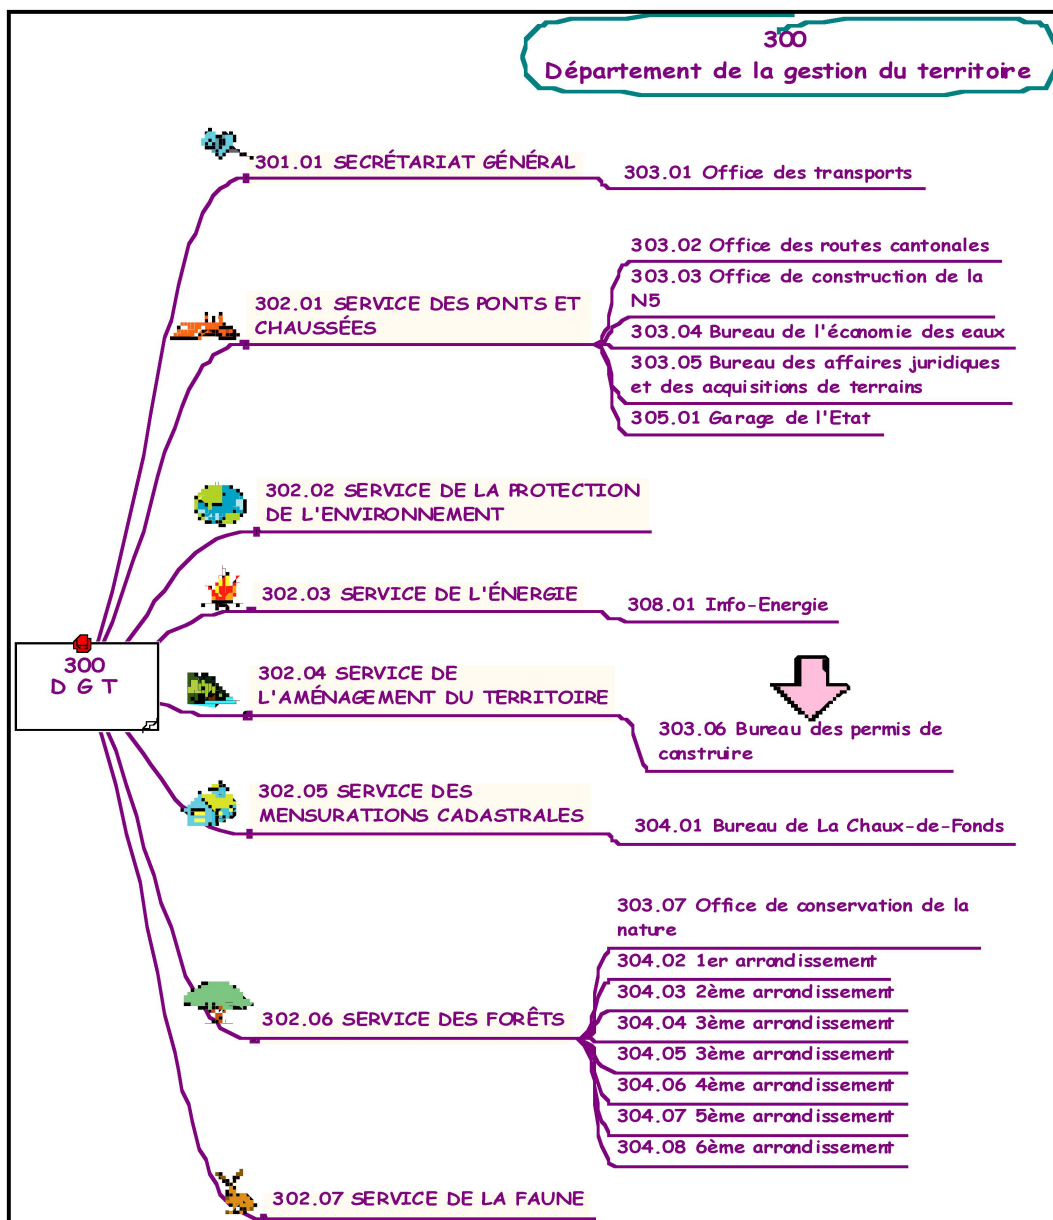 300
Département de la gestion du territoire
301.01 SECRÉTARIAT GÉNÉRAL
303.01 Office des transports
302.01 SERVICE DES PONTS ET
CHAUSSÉES
303.02 Office des routes cantonales
303.03 Office de construction de la
N5
303.04 Bureau de l'économie des eaux
303.05 Bureau des affaires juridiques
et des acquisitions de terrains
305.01 Garage de l'Etat
302.02 SERVICE DE LA PROTECTION
DE L'ENVIRONNEMENT
302.03 SERVICE DE L'ÉNERGIE
308.01 Info-Energie
300
D G T
302.04 SERVICE DE
L'AMÉNAGEMENT DU TERRITOIRE
303.06 Bureau des permis de
construire
302.05 SERVICE DES
MENSURATIONS CADASTRALES
304.01 Bureau de La Chaux-de-Fonds
302.06 SERVICE DES FORÊTS
303.07 Office de conservation de la
nature
304.02 1er arrondissement
304.03 2ème arrondissement
304.04 3ème arrondissement
304.05 3ème arrondissement
304.06 4ème arrondissement
304.07 5ème arrondissement
304.08 6ème arrondissement
302.07 SERVICE DE LA FAUNE